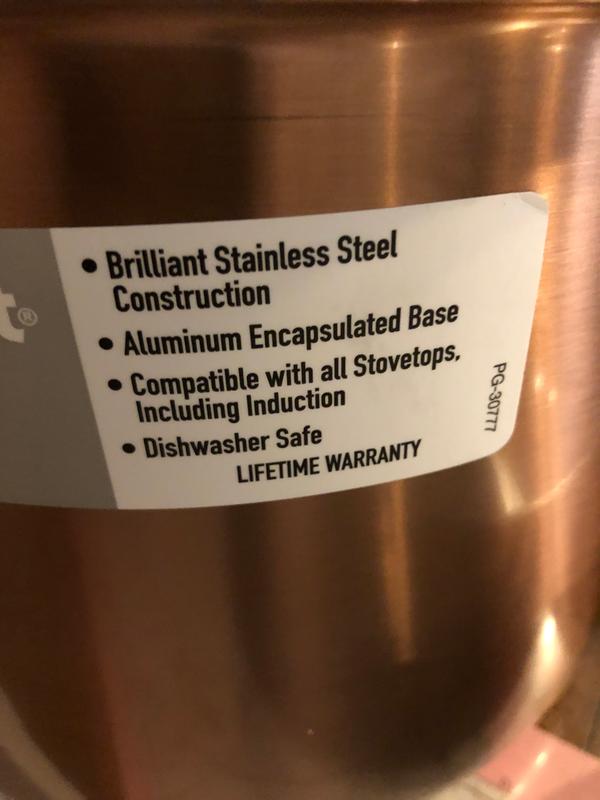 t®
• Brilliant Stainless Steel
Construction
• Aluminum Encapsulated Base
• Compatible with all Stovetops,
Including Induction
• Dishwasher Safe
LIFETIME WARRANTY
PG-30777